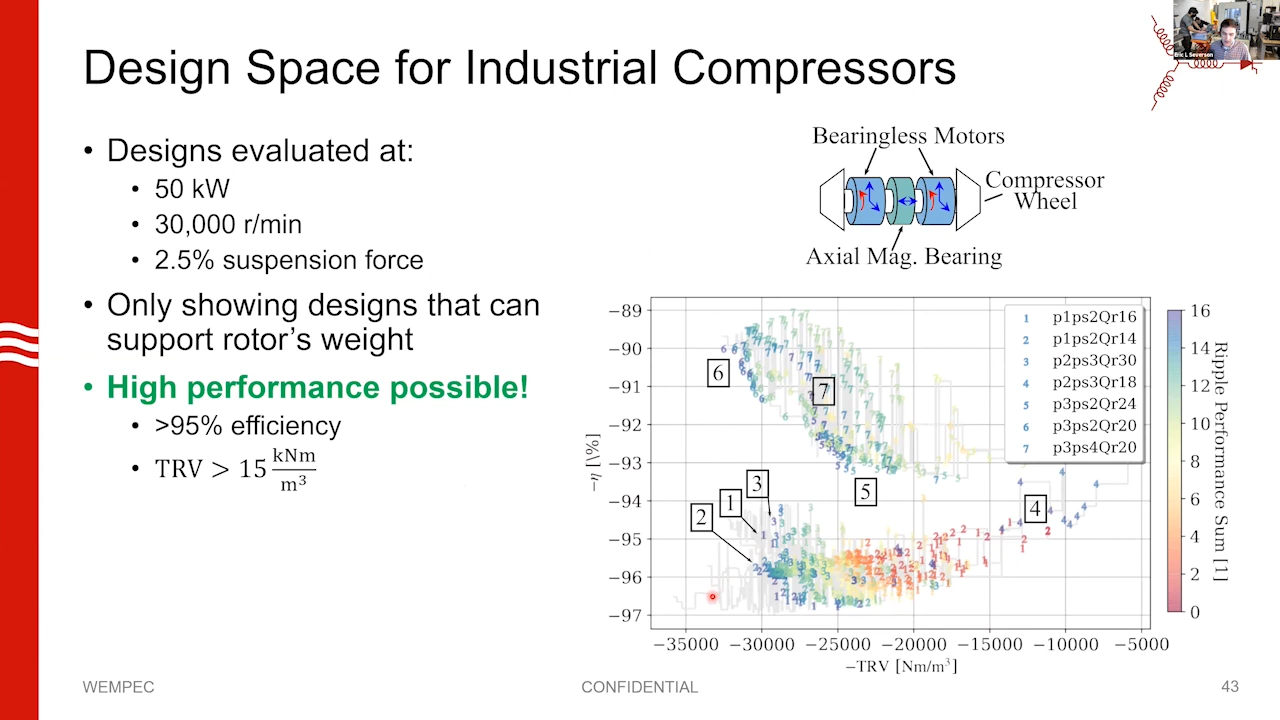 Design Space for Industrial Compressors
Eric L Severson
• Designs evaluated at:
• 50 kW
• 30,000 r/min
• 2.5% suspension force
• Only showing designs that can
support rotor’s weight
• High performance possible!
• >95% efficiency
• TRV > 15 kNm/m³
Bearingless Motors
Compressor
Wheel
Axial Mag. Bearing
−89
−90
−91
−92
−93
−94
−95
−96
−97
−η [\%]
−35000 −30000 −25000 −20000 −15000 −10000 −5000
−TRV [Nm/m³]
1 p1ps2Qr16
2 p1ps2Qr14
3 p2ps3Qr30
4 p2ps3Qr18
5 p3ps2Qr24
6 p3ps2Qr20
7 p3ps4Qr20
6
7
5
3
1
2
4
16
14
12
10
8
6
4
2
0
Ripple Performance Sum [1]
WEMPEC
CONFIDENTIAL
43